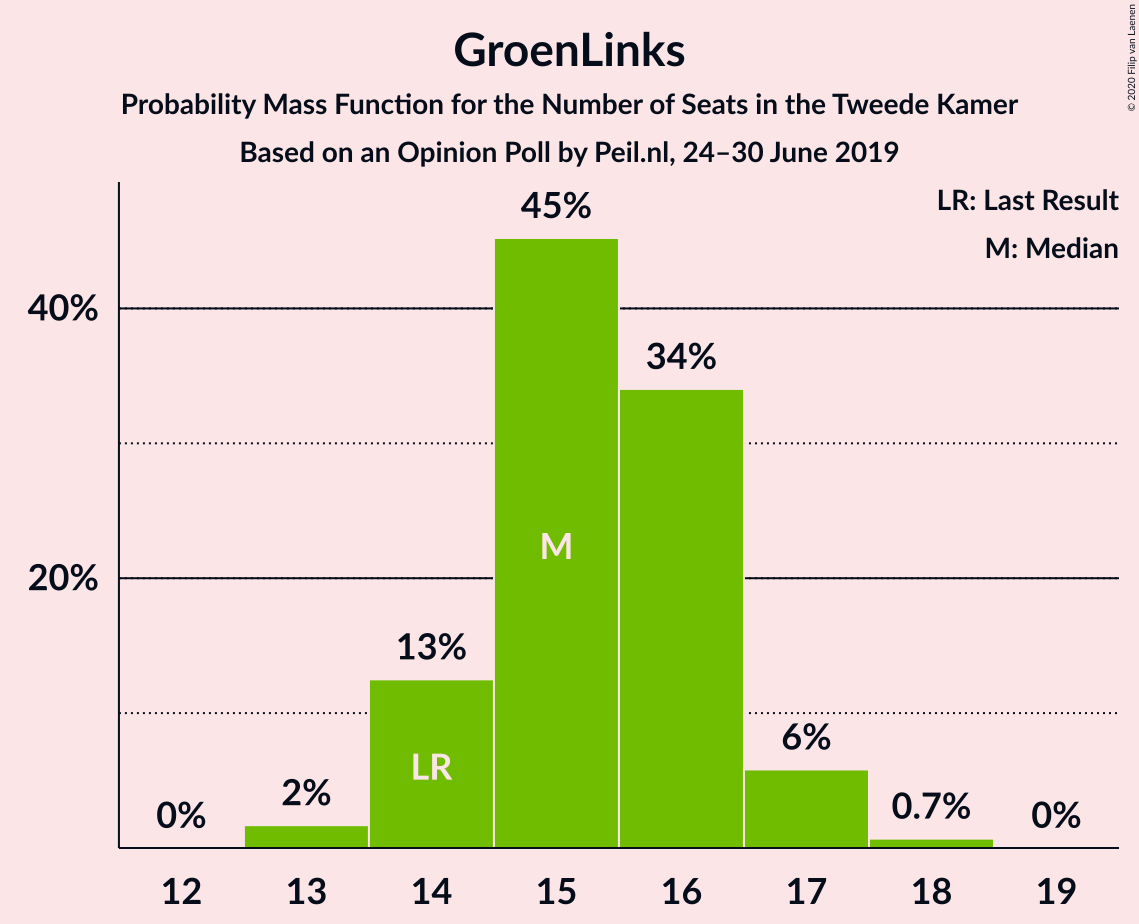 GroenLinks
Probability Mass Function for the Number of Seats in the Tweede Kamer
Based on an Opinion Poll by Peil.nl, 24–30 June 2019
© 2020 Filip van Laenen
LR: Last Result
M: Median
40%
20%
0%
2%
13%
45%
34%
6%
0.7%
0%
LR
M
12
13
14
15
16
17
18
19